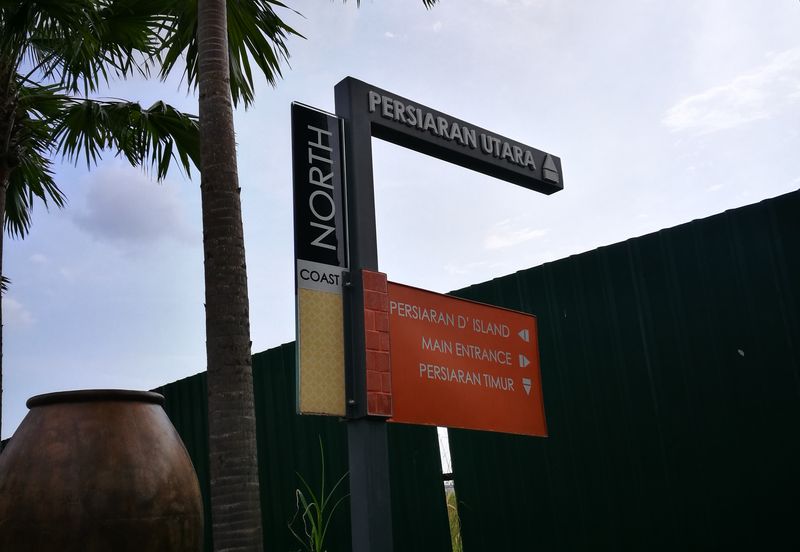 PERSIARAN UTARA
NORTH
COAST
PERSIARAN D' ISLAND
MAIN ENTRANCE
PERSIARAN TIMUR